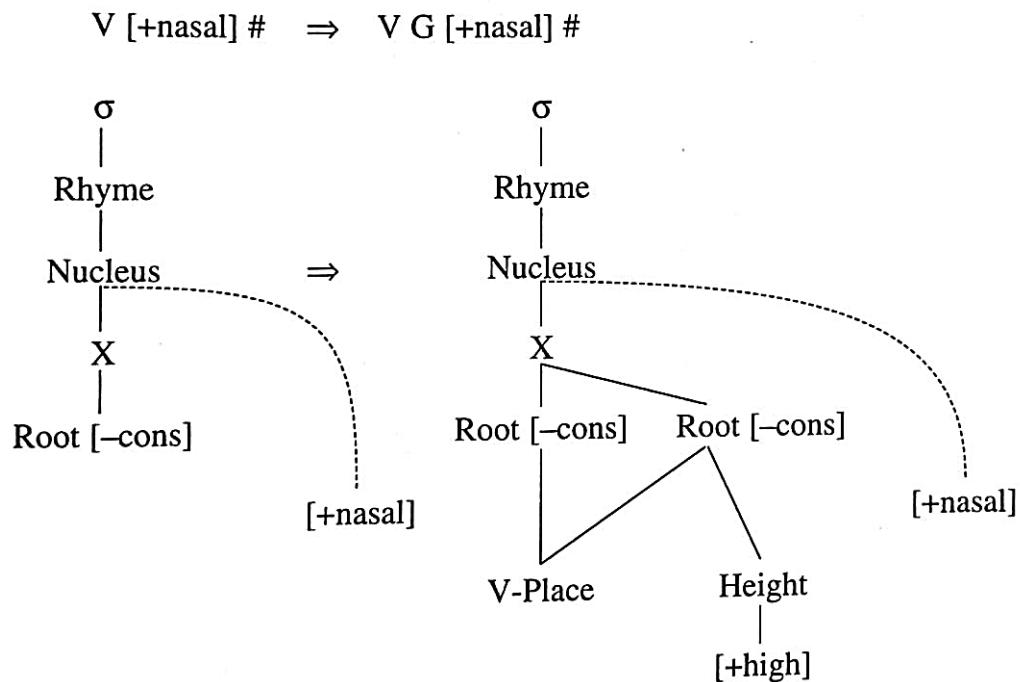 V [+nasal] # ⇒ V G [+nasal] #
σ σ
Rhyme Rhyme
Nucleus ⇒ Nucleus
X X
Root [–cons] Root [–cons] Root [–cons]
[+nasal] [+nasal]
V-Place Height
[+high]